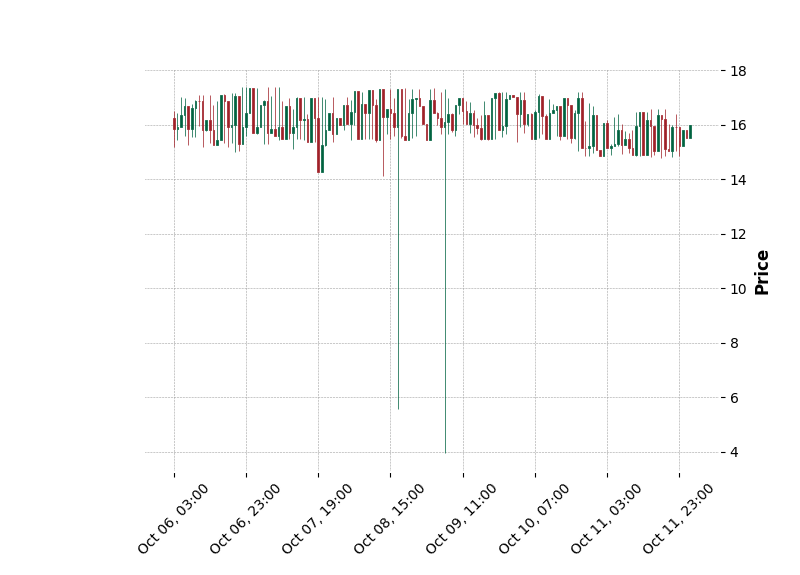 18
16
14
12
10
8
6
4
Price
Oct 06, 03:00
Oct 06, 23:00
Oct 07, 19:00
Oct 08, 15:00
Oct 09, 11:00
Oct 10, 07:00
Oct 11, 03:00
Oct 11, 23:00